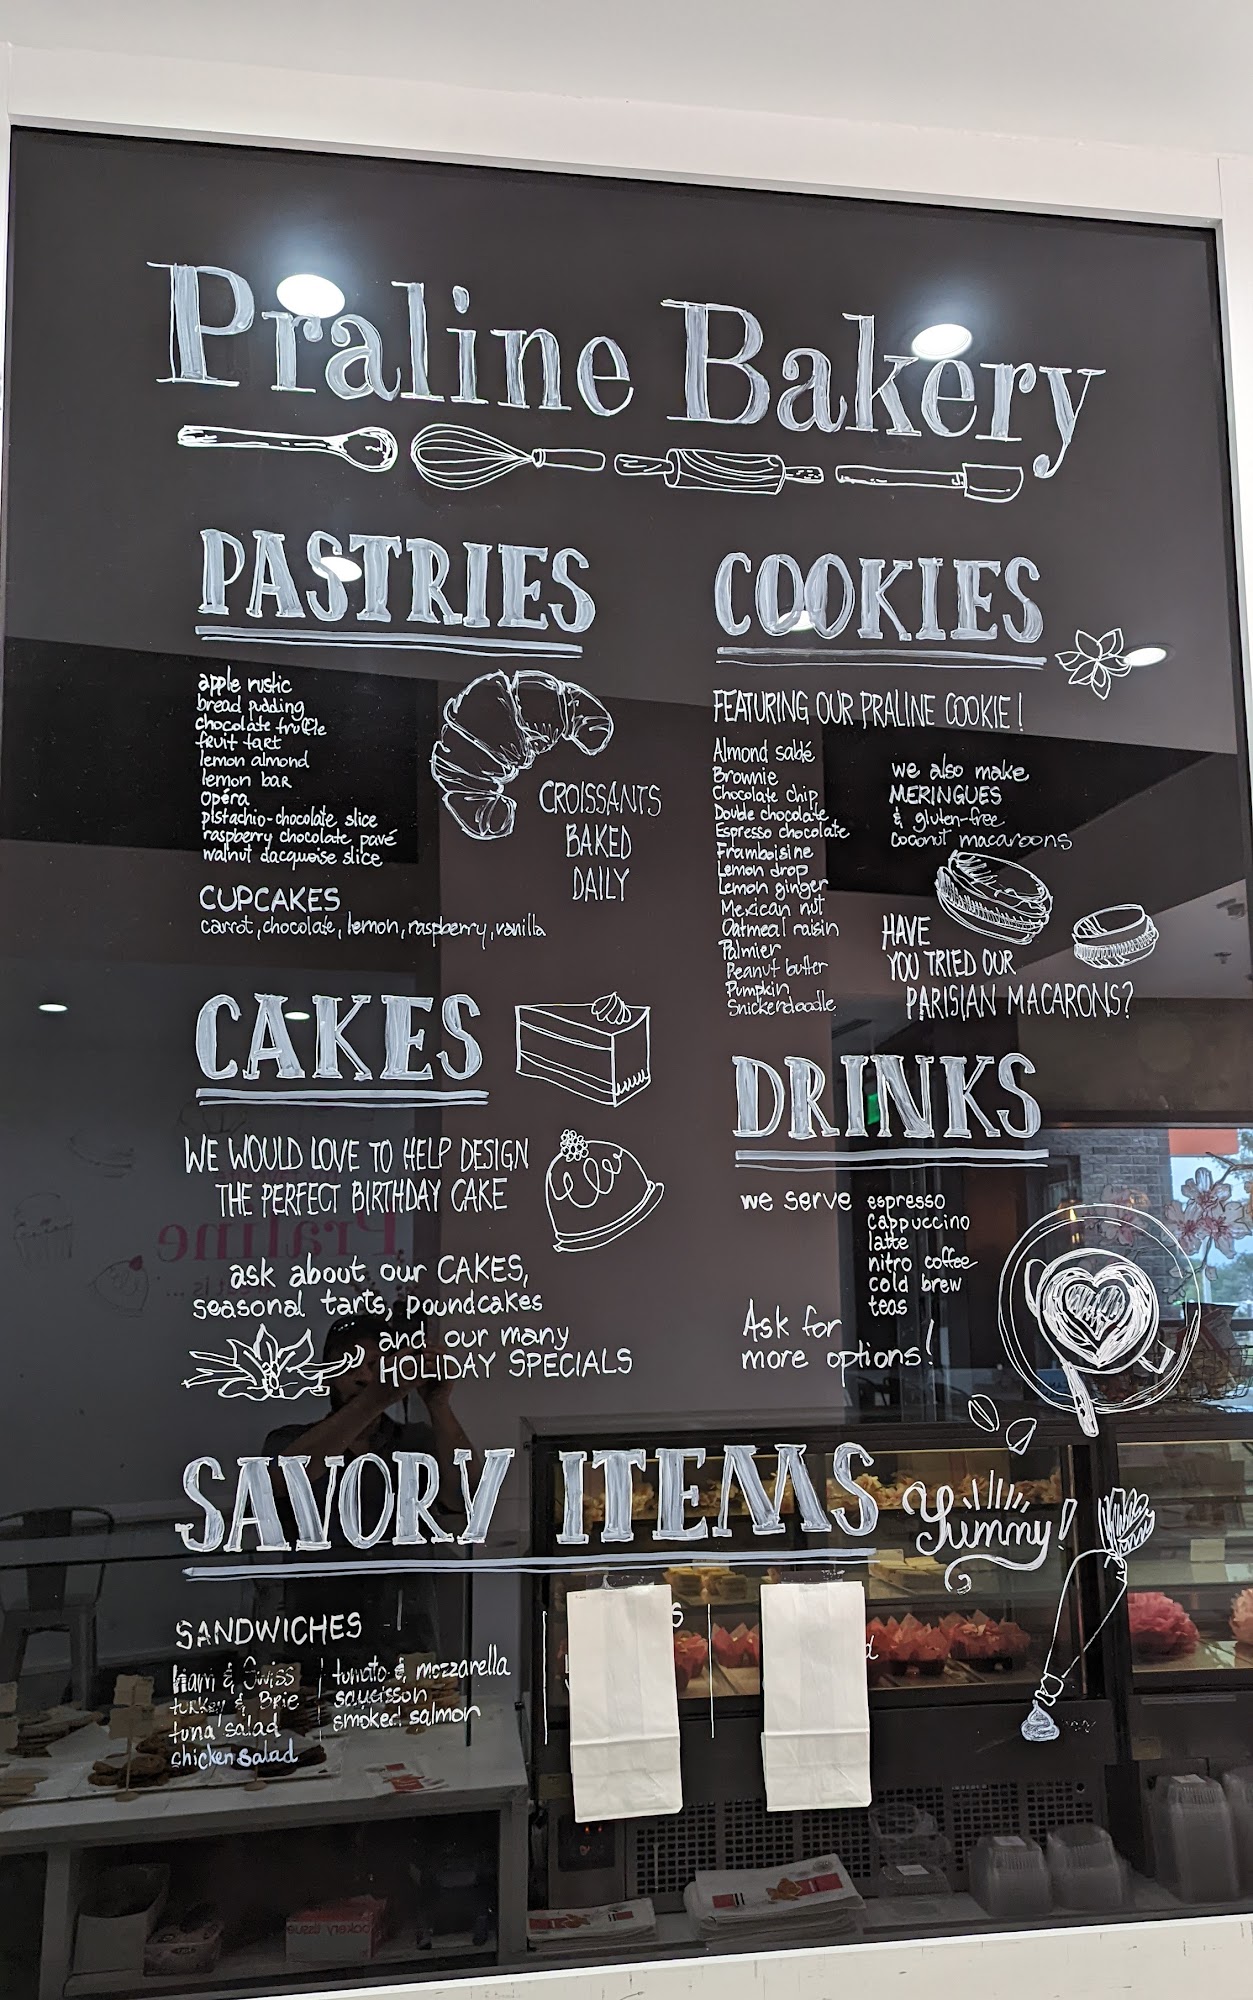 Praline Bakery
PASTRIES
apple rustic
bread pudding
chocolate truffle
fruit tart
lemon almond
lemon bar
Opéra
pistachio-chocolate slice
raspberry chocolate pavé
walnut dacquoise slice
CROISSANTS
BAKED
DAILY
CUPCAKES
carrot, chocolate, lemon, raspberry, vanilla
COOKIES
FEATURING OUR PRALINE COOKIE!
Almond sablé
Brownie
Chocolate chip
Double chocolate
Espresso chocolate
Framboisine
Lemon drop
Lemon ginger
Mexican nut
Oatmeal raisin
Palmier
Peanut butter
Pumpkin
Snickerdoodle
we also make
MERINGUES
& gluten-free
coconut macaroons
HAVE
YOU TRIED OUR
PARISIAN MACARONS?
CAKES
WE WOULD LOVE TO HELP DESIGN
THE PERFECT BIRTHDAY CAKE
ask about our CAKES,
seasonal tarts, poundcakes
and our many
HOLIDAY SPECIALS
DRINKS
we serve espresso
cappuccino
latte
nitro coffee
cold brew
teas
Ask for
more options!
SAVORY ITEMS
Yummy!
SANDWICHES
ham & Swiss
turkey & Brie
tuna salad
chicken salad
tomato & mozzarella
saucisson
smoked salmon
Praline